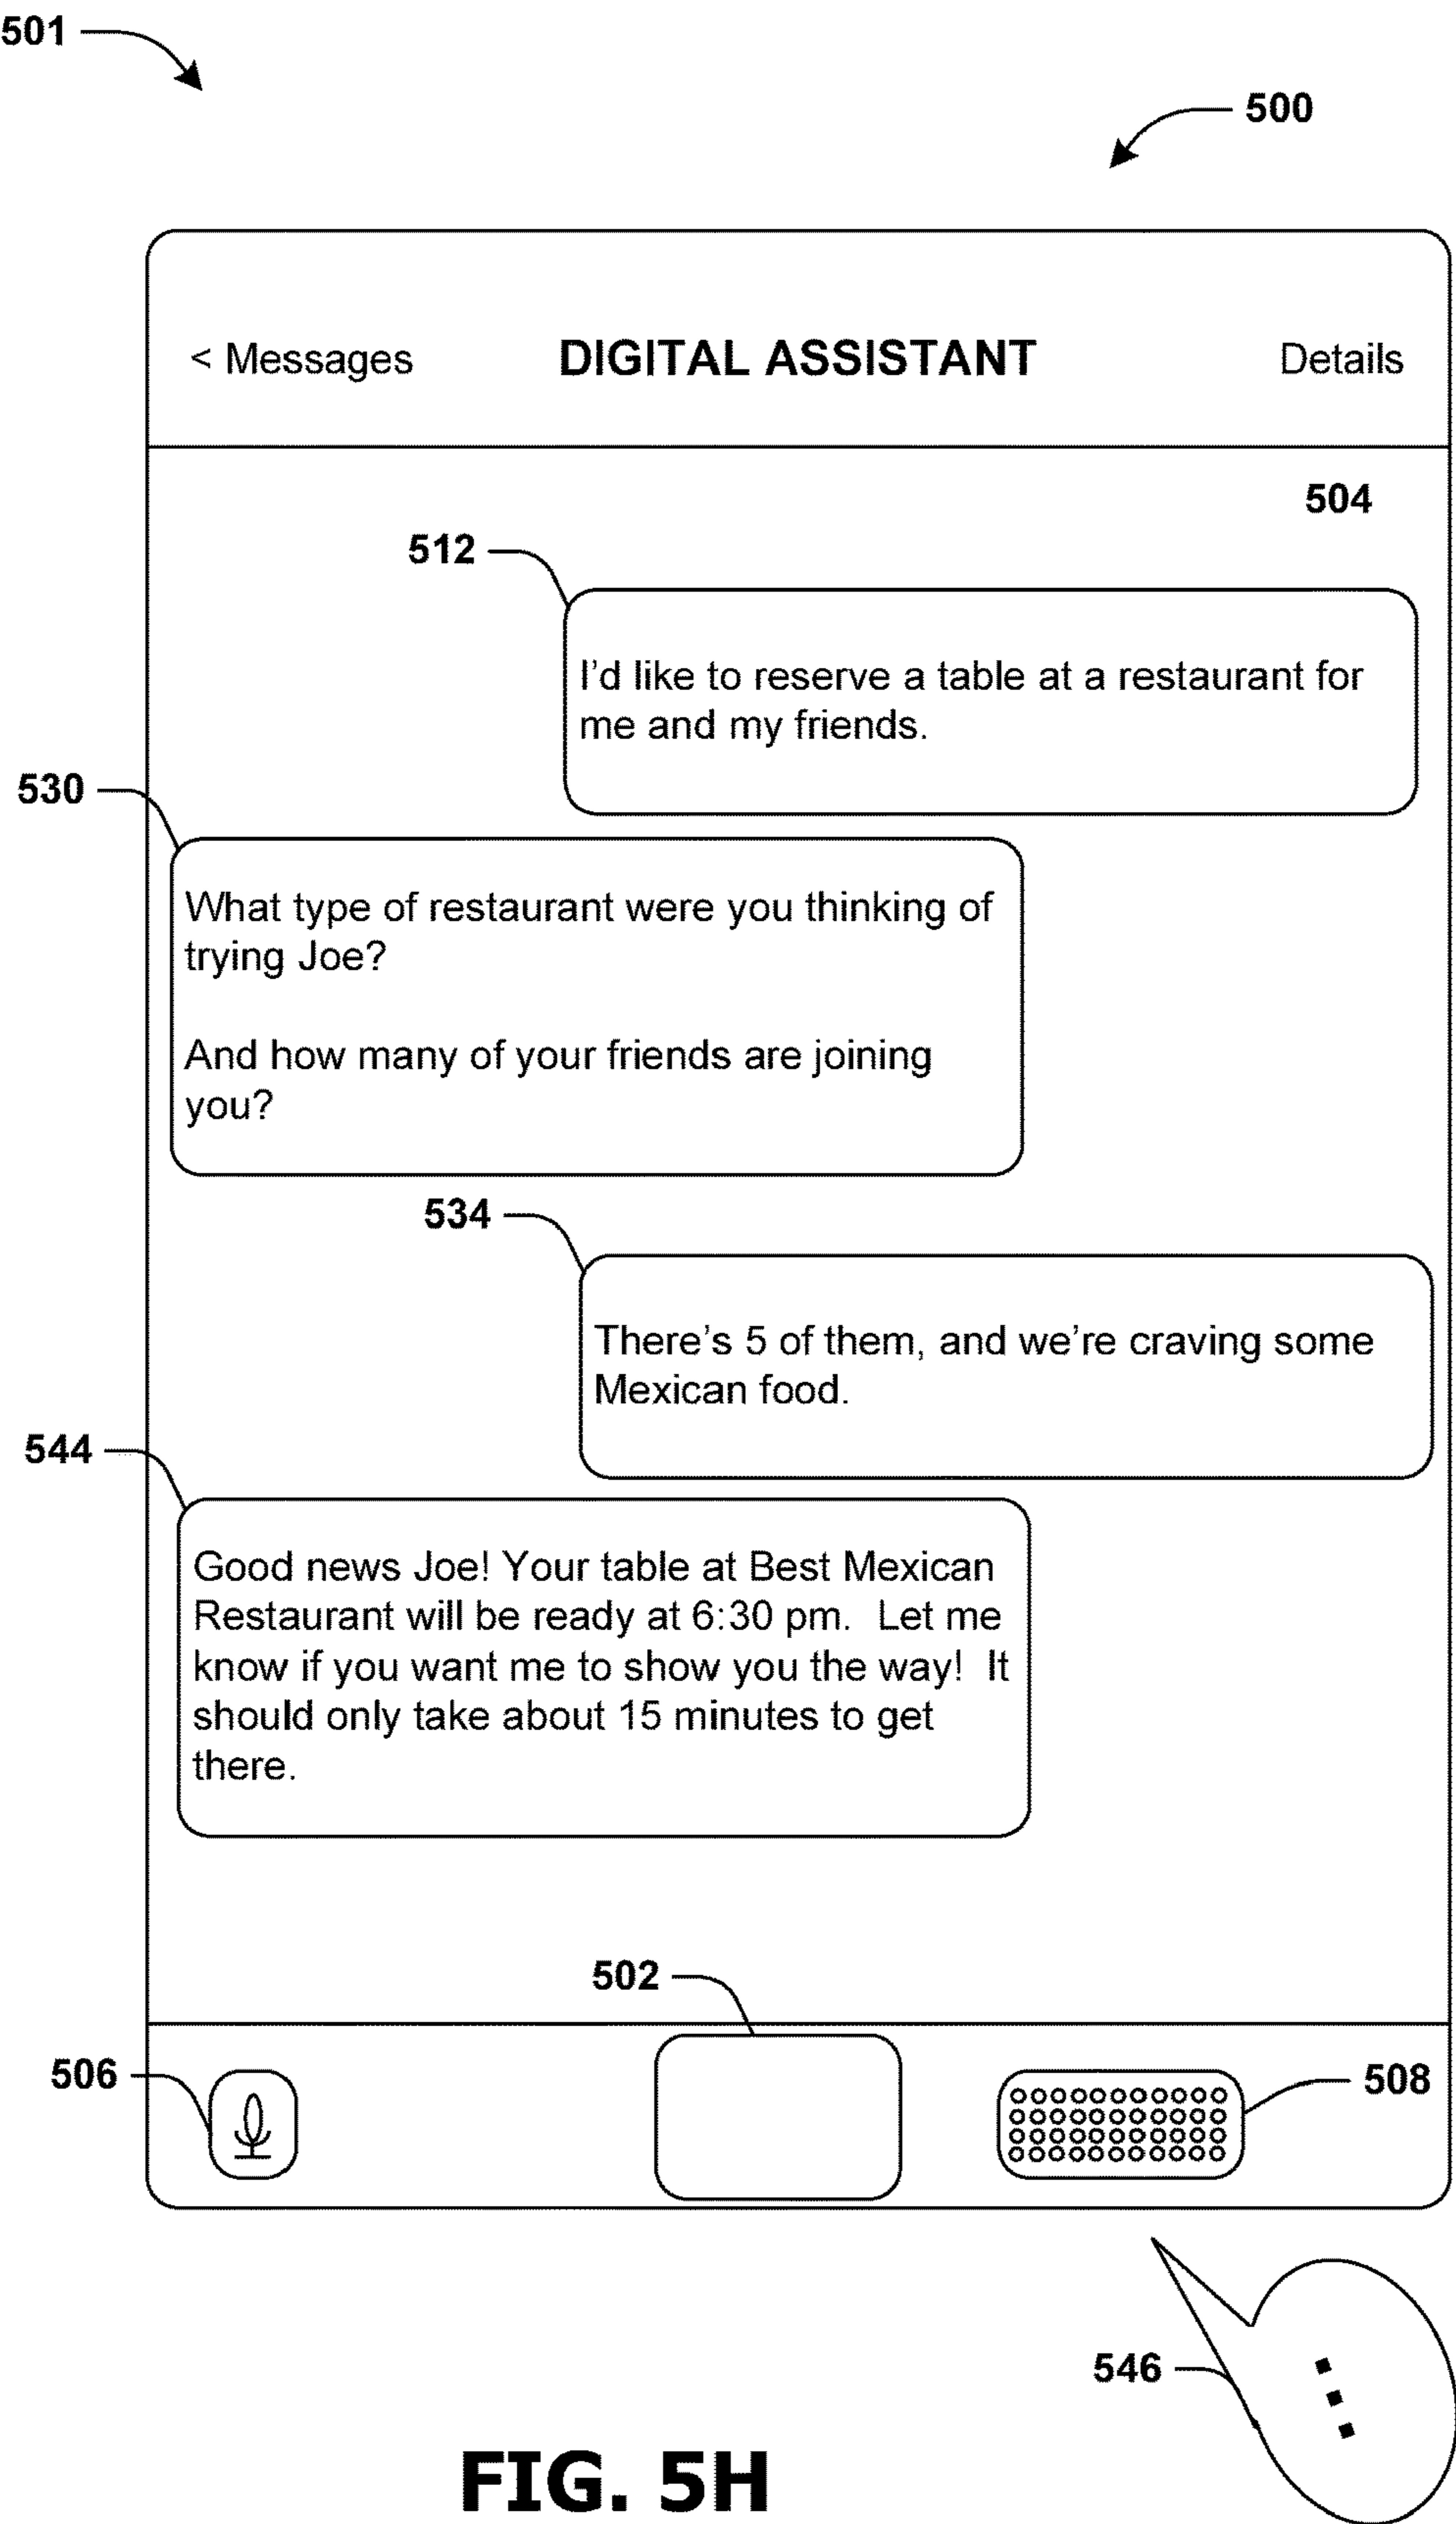 501
500
< Messages DIGITAL ASSISTANT Details
504
512
I'd like to reserve a table at a restaurant for
me and my friends.
530
What type of restaurant were you thinking of
trying Joe?
And how many of your friends are joining
you?
534
There's 5 of them, and we're craving some
Mexican food.
544
Good news Joe! Your table at Best Mexican
Restaurant will be ready at 6:30 pm.  Let me
know if you want me to show you the way!  It
should only take about 15 minutes to get
there.
502
506
508
546
...
FIG. 5H